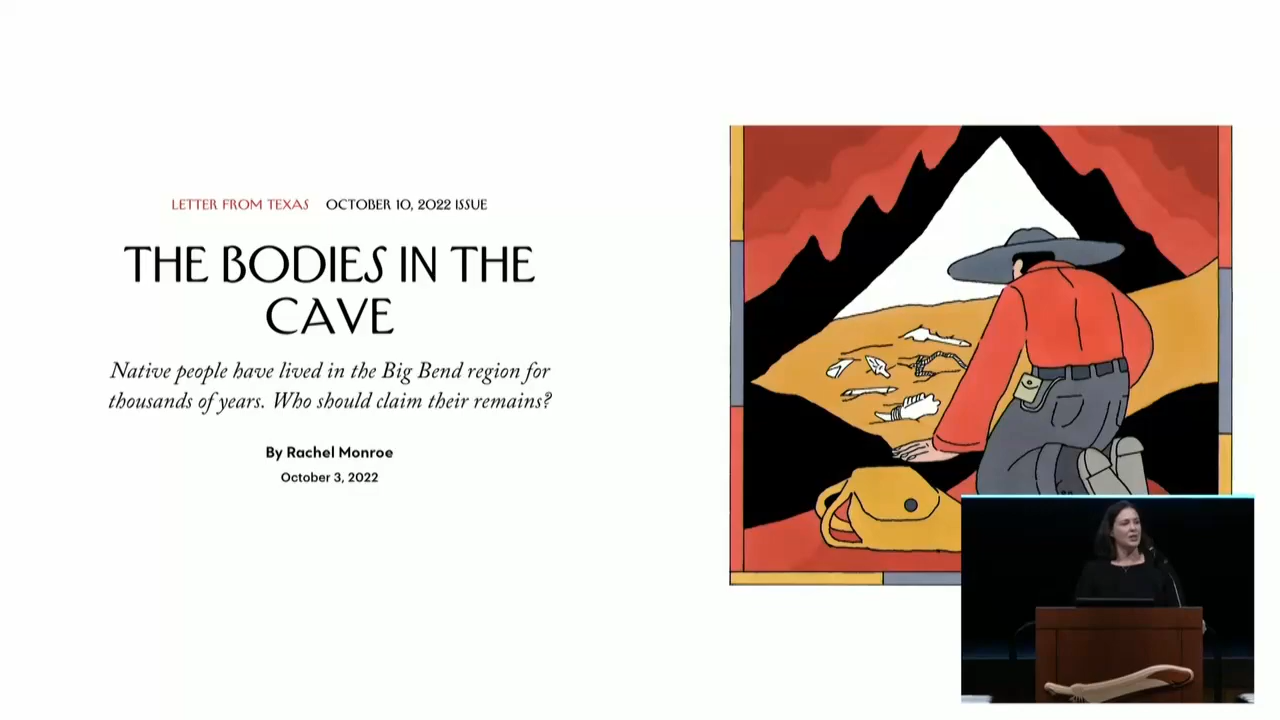 LETTER FROM TEXAS OCTOBER 10, 2022 ISSUE
THE BODIES IN THE
CAVE
Native people have lived in the Big Bend region for
thousands of years. Who should claim their remains?
By Rachel Monroe
October 3, 2022